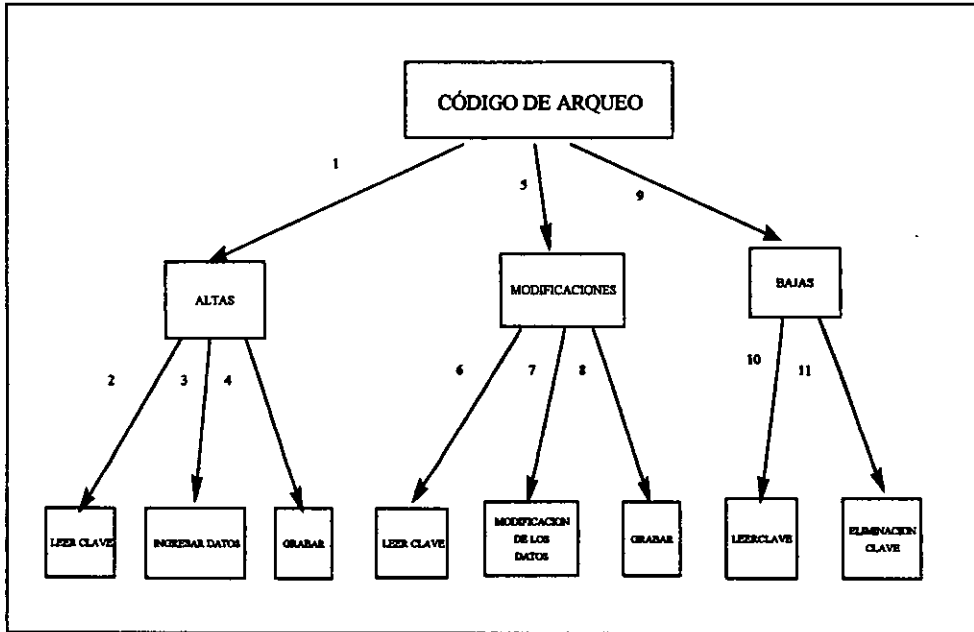 CÓDIGO DE ARQUEO
1
5
9
ALTAS
MODIFICACIONES
BAJAS
2
3
4
6
7
8
10
11
LEER CLAVE
INGRESAR DATOS
GRABAR
LEER CLAVE
MODIFICACION
DE LOS
DATOS
GRABAR
LEERCLAVE
ELIMINACION
CLAVE